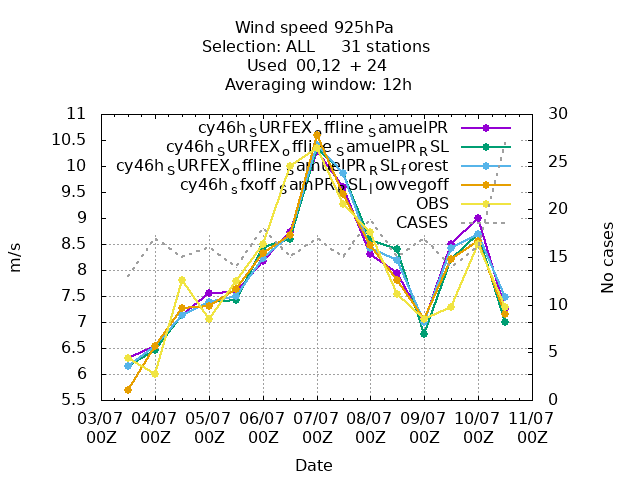 Wind speed 925hPa
Selection: ALL 31 stations
Used 00,12 + 24
Averaging window: 12h
cy46h_SURFEX_offline_SamuelPR
cy46h_SURFEX_offline_SamuelPR_RSL
cy46h_SURFEX_offline_SamuelPR_RSL_forest
cy46h_sfxoff_SamPR_RSL_lowvegoff
OBS
CASES
11
10.5
10
9.5
9
8.5
8
7.5
7
6.5
6
5.5
m/s
30
25
20
15
10
5
0
No cases
03/07 04/07 05/07 06/07 07/07 08/07 09/07 10/07 11/07
00Z 00Z 00Z 00Z 00Z 00Z 00Z 00Z 00Z
Date